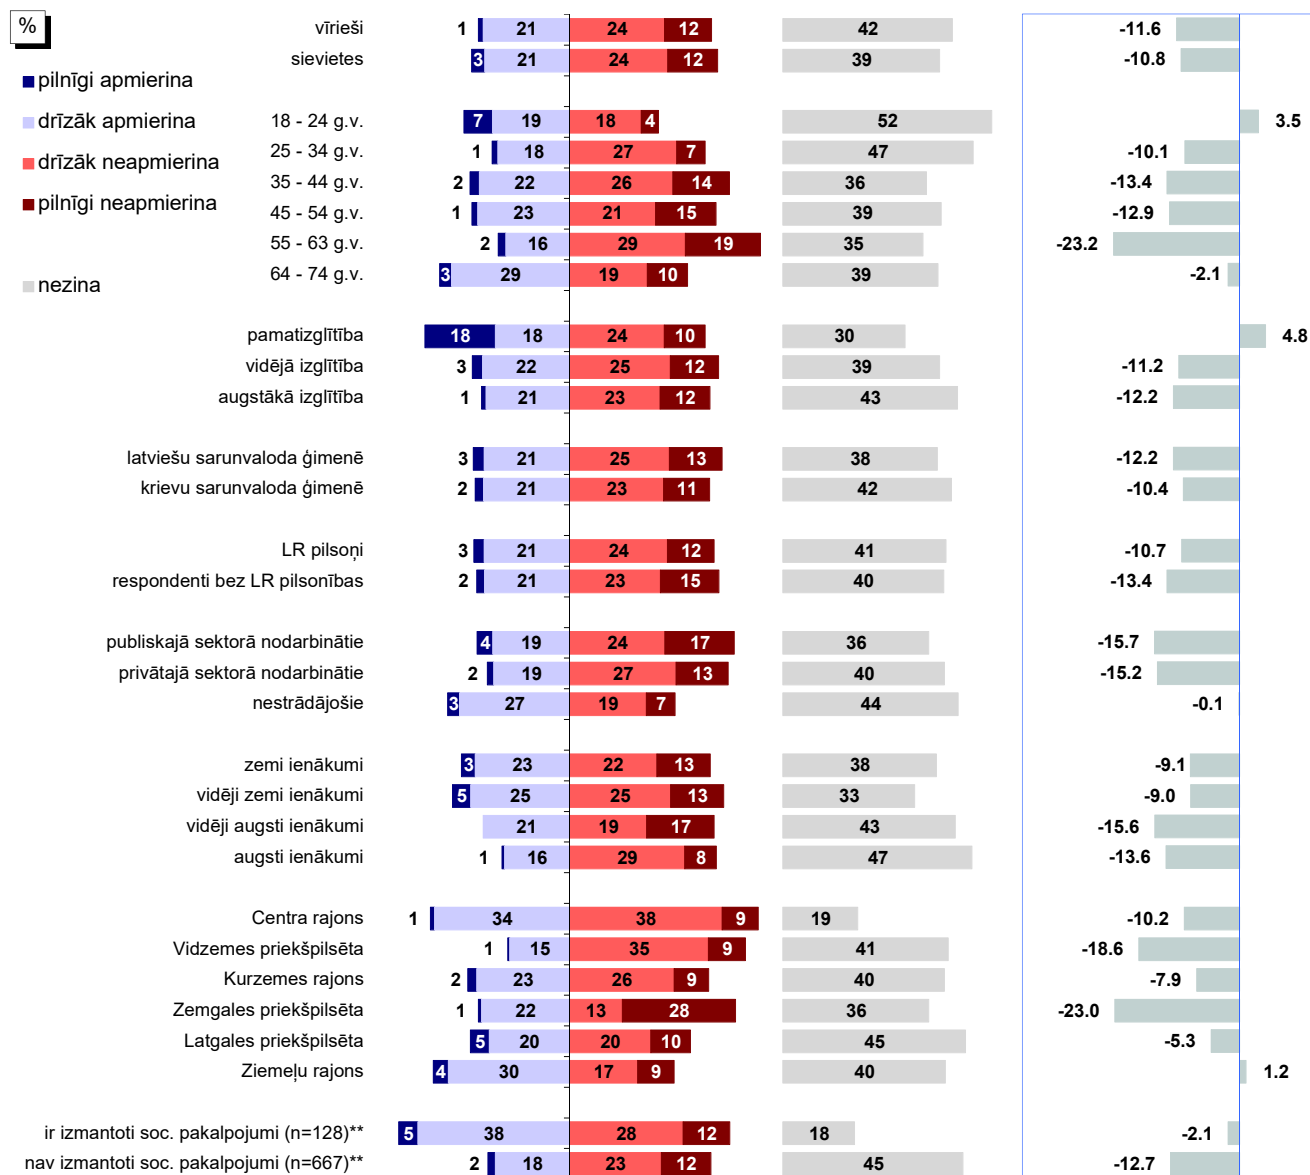 %
pilnīgi apmierina
drīzāk apmierina
drīzāk neapmierina
pilnīgi neapmierina
nezina
vīrieši 1 21 24 12 42 -11.6
sievietes 3 21 24 12 39 -10.8
18 - 24 g.v. 7 19 18 4 52 3.5
25 - 34 g.v. 1 18 27 7 47 -10.1
35 - 44 g.v. 2 22 26 14 36 -13.4
45 - 54 g.v. 1 23 21 15 39 -12.9
55 - 63 g.v. 2 16 29 19 35 -23.2
64 - 74 g.v. 3 29 19 10 39 -2.1
pamatizglītība 18 18 24 10 30 4.8
vidējā izglītība 3 22 25 12 39 -11.2
augstākā izglītība 1 21 23 12 43 -12.2
latviešu sarunvaloda ģimenē 3 21 25 13 38 -12.2
krievu sarunvaloda ģimenē 2 21 23 11 42 -10.4
LR pilsoņi 3 21 24 12 41 -10.7
respondenti bez LR pilsonības 2 21 23 15 40 -13.4
publiskajā sektorā nodarbinātie 4 19 24 17 36 -15.7
privātajā sektorā nodarbinātie 2 19 27 13 40 -15.2
nestrādājošie 3 27 19 7 44 -0.1
zemi ienākumi 3 23 22 13 38 -9.1
vidēji zemi ienākumi 5 25 25 13 33 -9.0
vidēji augsti ienākumi 21 19 17 43 -15.6
augsti ienākumi 1 16 29 8 47 -13.6
Centra rajons 1 34 38 9 19 -10.2
Vidzemes priekšpilsēta 1 15 35 9 41 -18.6
Kurzemes rajons 2 23 26 9 40 -7.9
Zemgales priekšpilsēta 1 22 13 28 36 -23.0
Latgales priekšpilsēta 5 20 20 10 45 -5.3
Ziemeļu rajons 4 30 17 9 40 1.2
ir izmantoti soc. pakalpojumi (n=128)** 5 38 28 12 18 -2.1
nav izmantoti soc. pakalpojumi (n=667)** 2 18 23 12 45 -12.7